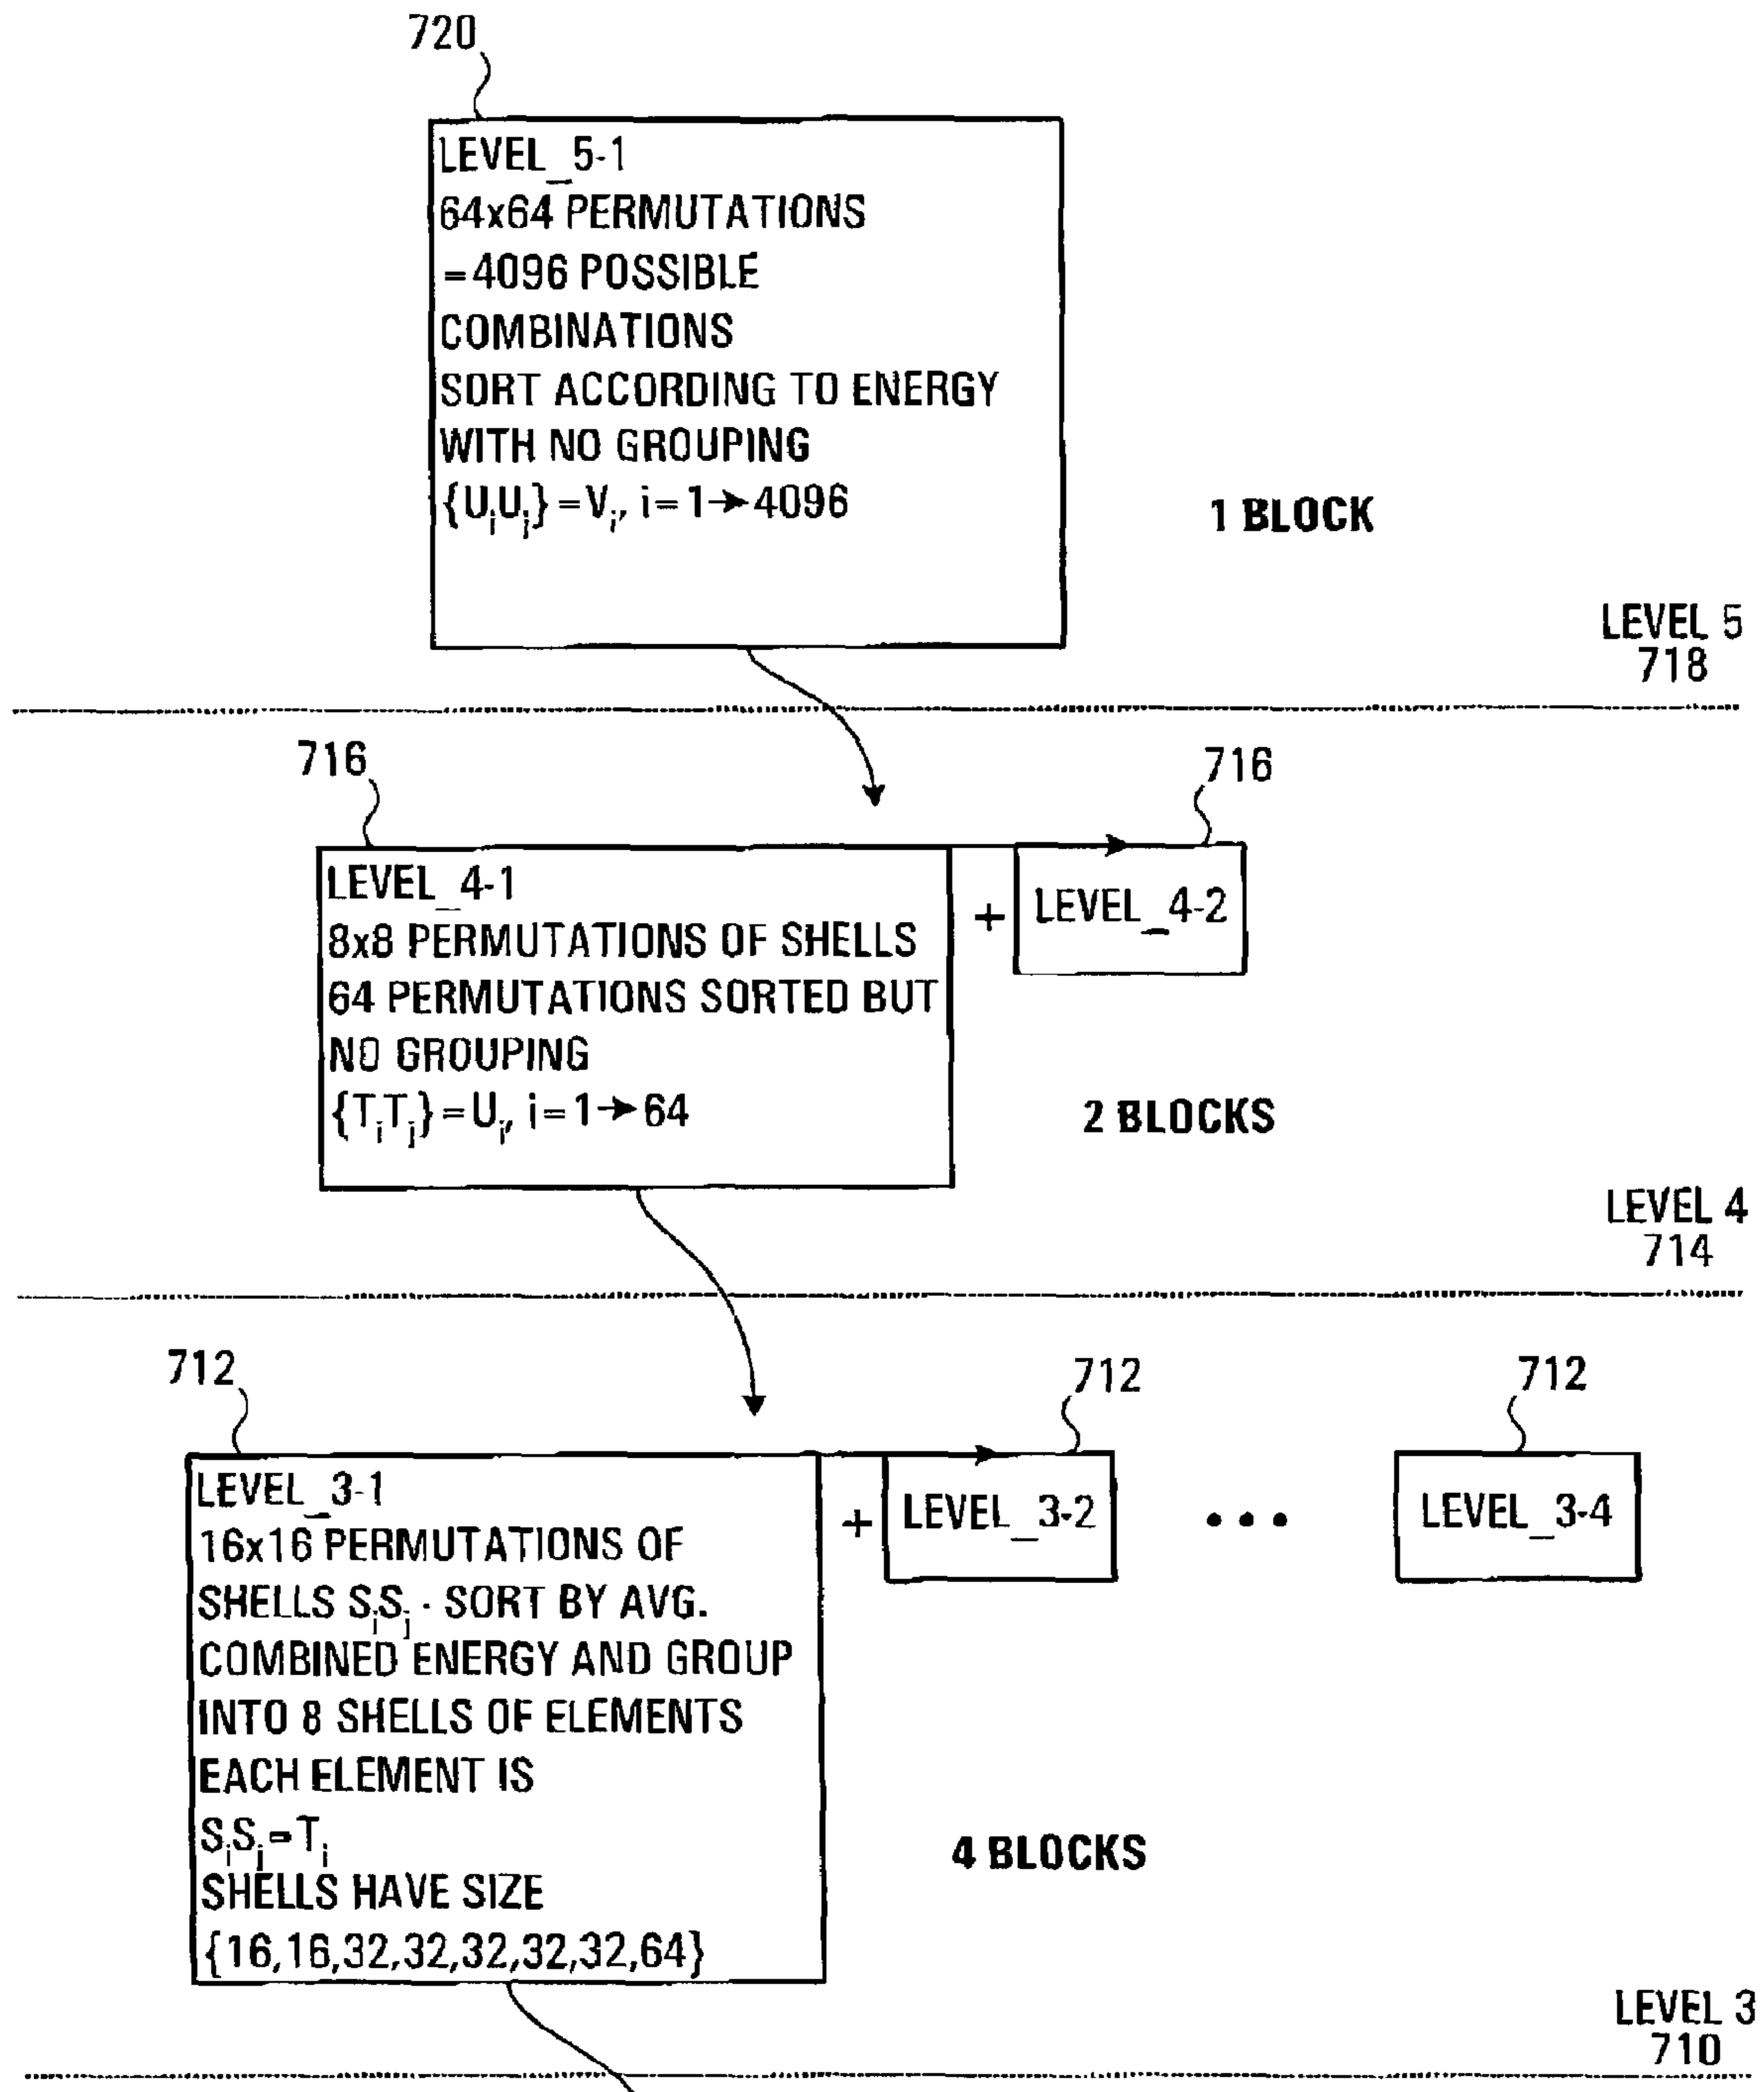 720
LEVEL_5-1
64x64 PERMUTATIONS
=4096 POSSIBLE
COMBINATIONS
SORT ACCORDING TO ENERGY
WITH NO GROUPING
{UiUj}=Vi, i=1→4096
1 BLOCK
LEVEL 5
718
716
716
LEVEL_4-1
8x8 PERMUTATIONS OF SHELLS
64 PERMUTATIONS SORTED BUT
NO GROUPING
{TiTj}=Ui, i=1→64
+
LEVEL_4-2
2 BLOCKS
LEVEL 4
714
712
712
712
LEVEL_3-1
16x16 PERMUTATIONS OF
SHELLS SiSj - SORT BY AVG.
COMBINED ENERGY AND GROUP
INTO 8 SHELLS OF ELEMENTS
EACH ELEMENT IS
SiSj=Ti
SHELLS HAVE SIZE
{16,16,32,32,32,32,32,64}
+
LEVEL_3-2
...
LEVEL_3-4
4 BLOCKS
LEVEL 3
710